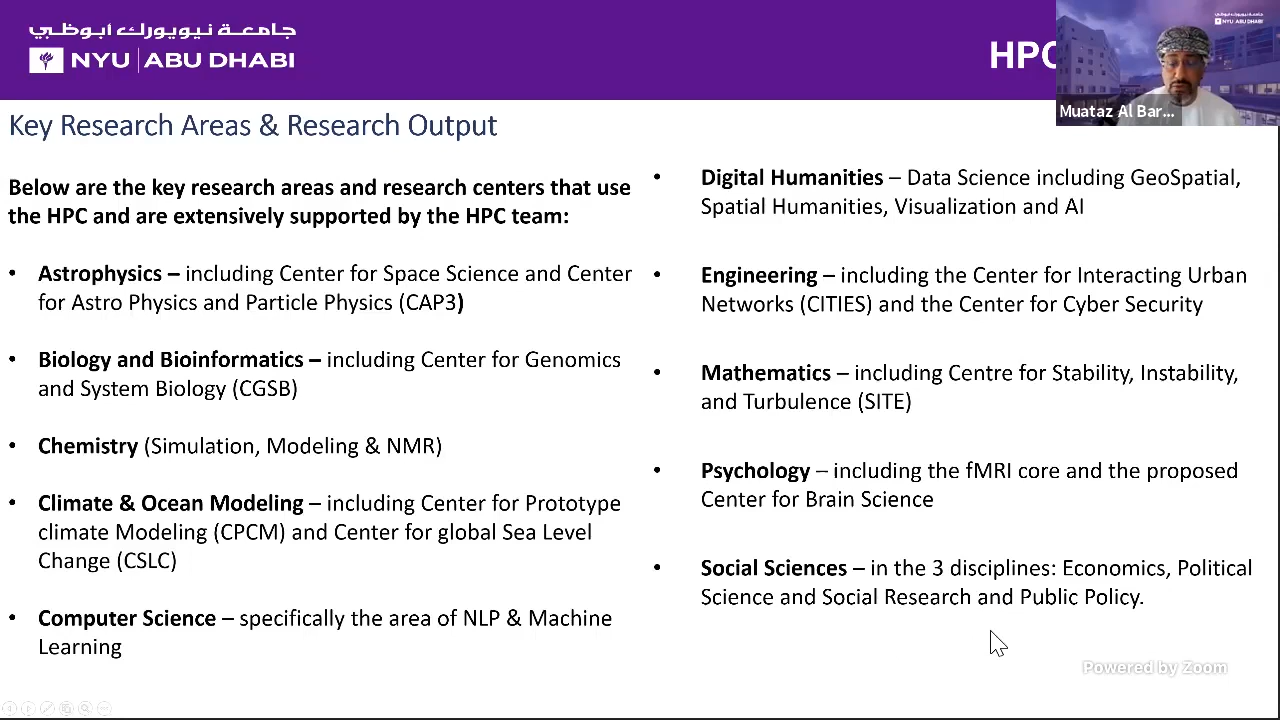 جامعـة نيويورك أبوظـبي
NYU ABU DHABI
HPC
Muataz Al Bar...
Key Research Areas & Research Output
Below are the key research areas and research centers that use
the HPC and are extensively supported by the HPC team:
• Astrophysics – including Center for Space Science and Center
for Astro Physics and Particle Physics (CAP3)
• Biology and Bioinformatics – including Center for Genomics
and System Biology (CGSB)
• Chemistry (Simulation, Modeling & NMR)
• Climate & Ocean Modeling – including Center for Prototype
climate Modeling (CPCM) and Center for global Sea Level
Change (CSLC)
• Computer Science – specifically the area of NLP & Machine
Learning
• Digital Humanities – Data Science including GeoSpatial,
Spatial Humanities, Visualization and AI
• Engineering – including the Center for Interacting Urban
Networks (CITIES) and the Center for Cyber Security
• Mathematics – including Centre for Stability, Instability,
and Turbulence (SITE)
• Psychology – including the fMRI core and the proposed
Center for Brain Science
• Social Sciences – in the 3 disciplines: Economics, Political
Science and Social Research and Public Policy.
Powered by Zoom